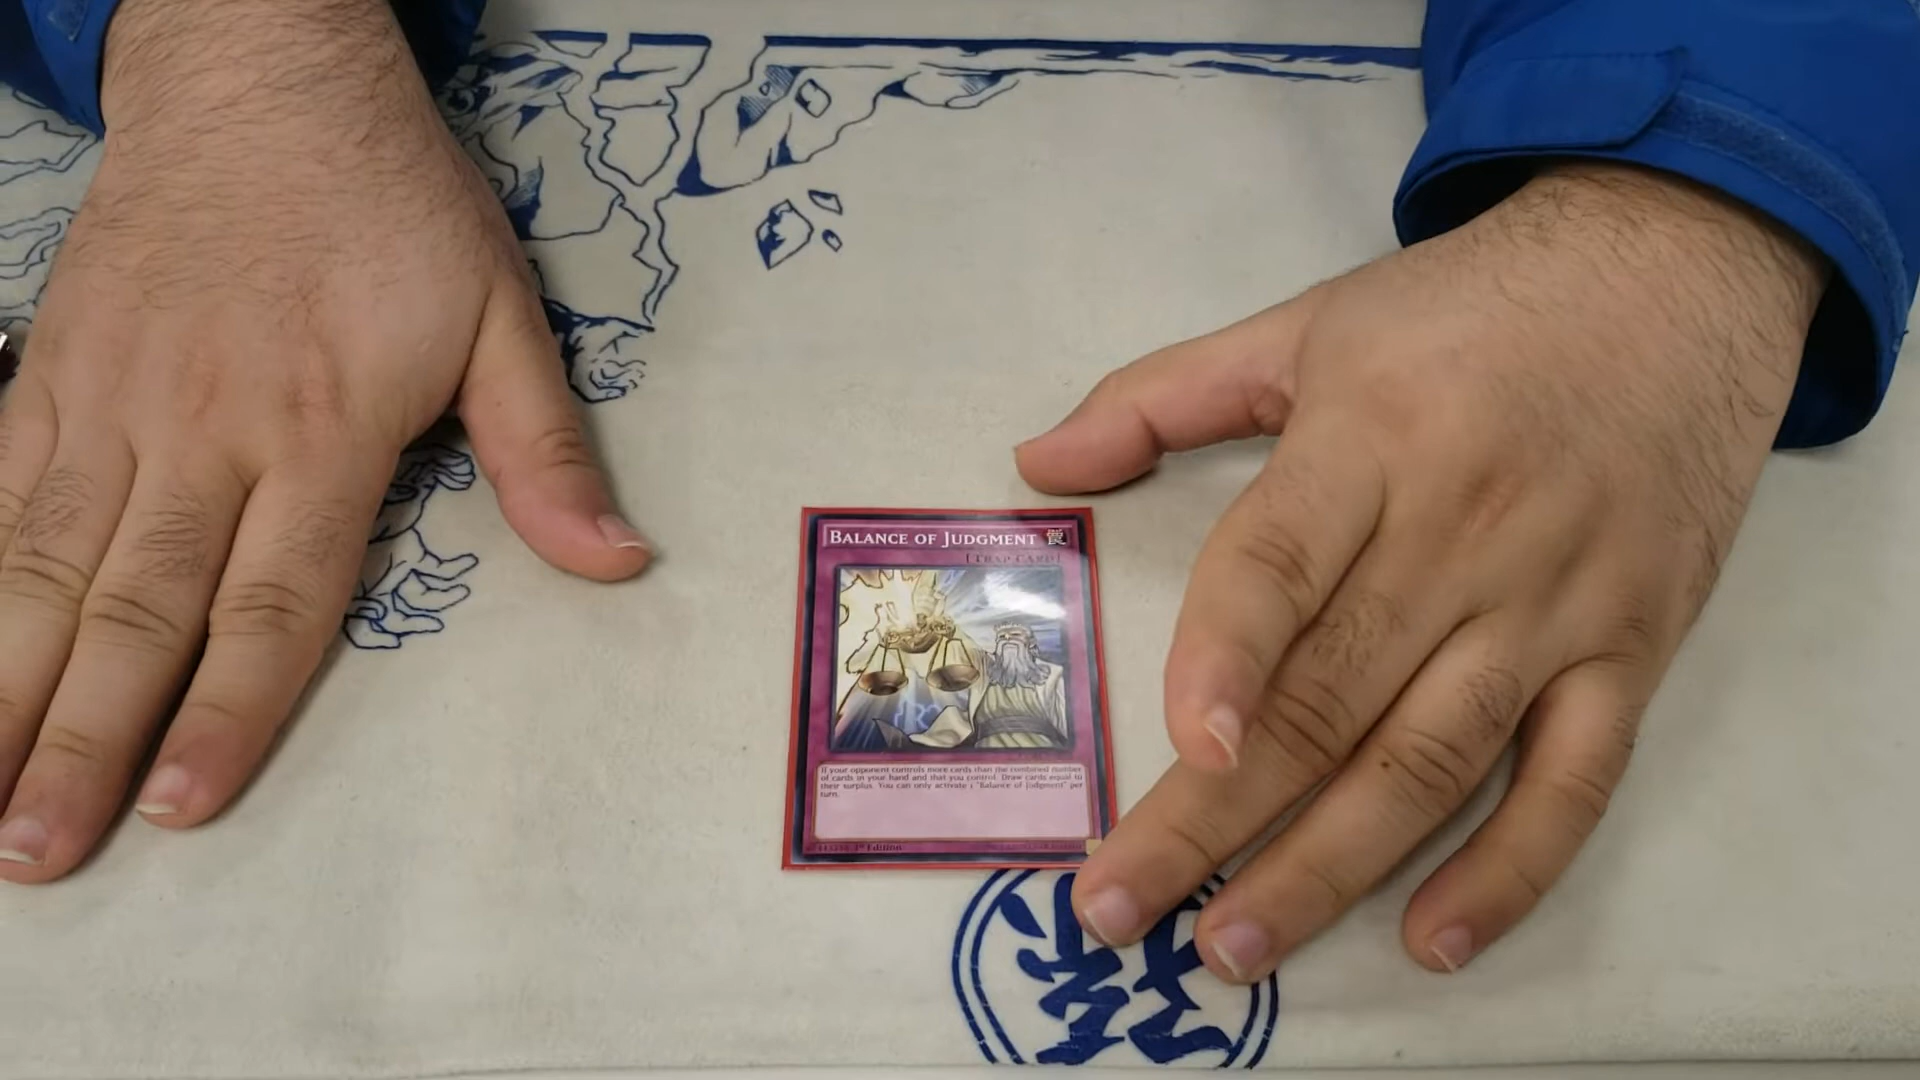 BALANCE OF JUDGMENT 罠
[TRAP CARD]
If your opponent controls more cards than the combined number
of cards in your hand and that you control: Draw cards equal to
their surplus. You can only activate 1 "Balance of Judgment" per
turn.
1st Edition